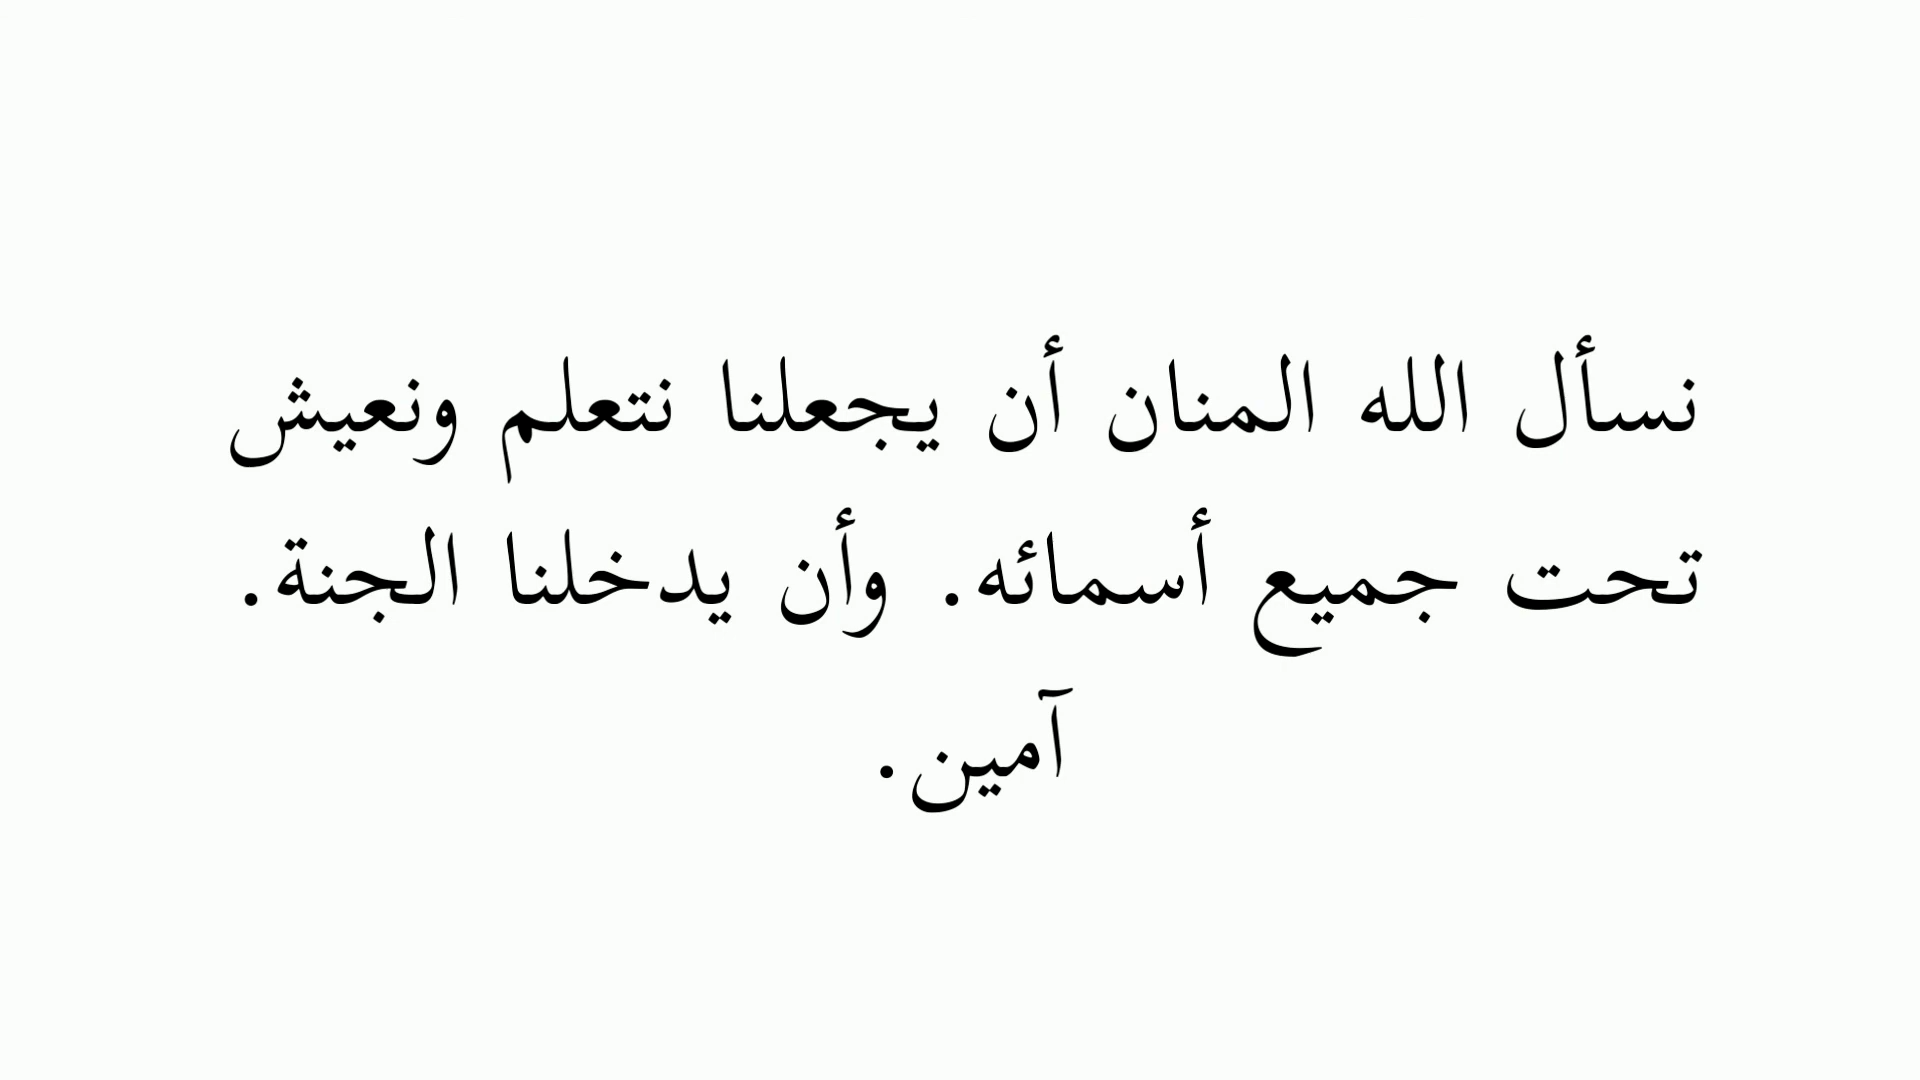 نسأل الله المنان أن يجعلنا نتعلم ونعيش
تحت جميع أسمائه. وأن يدخلنا الجنة.
آمين.